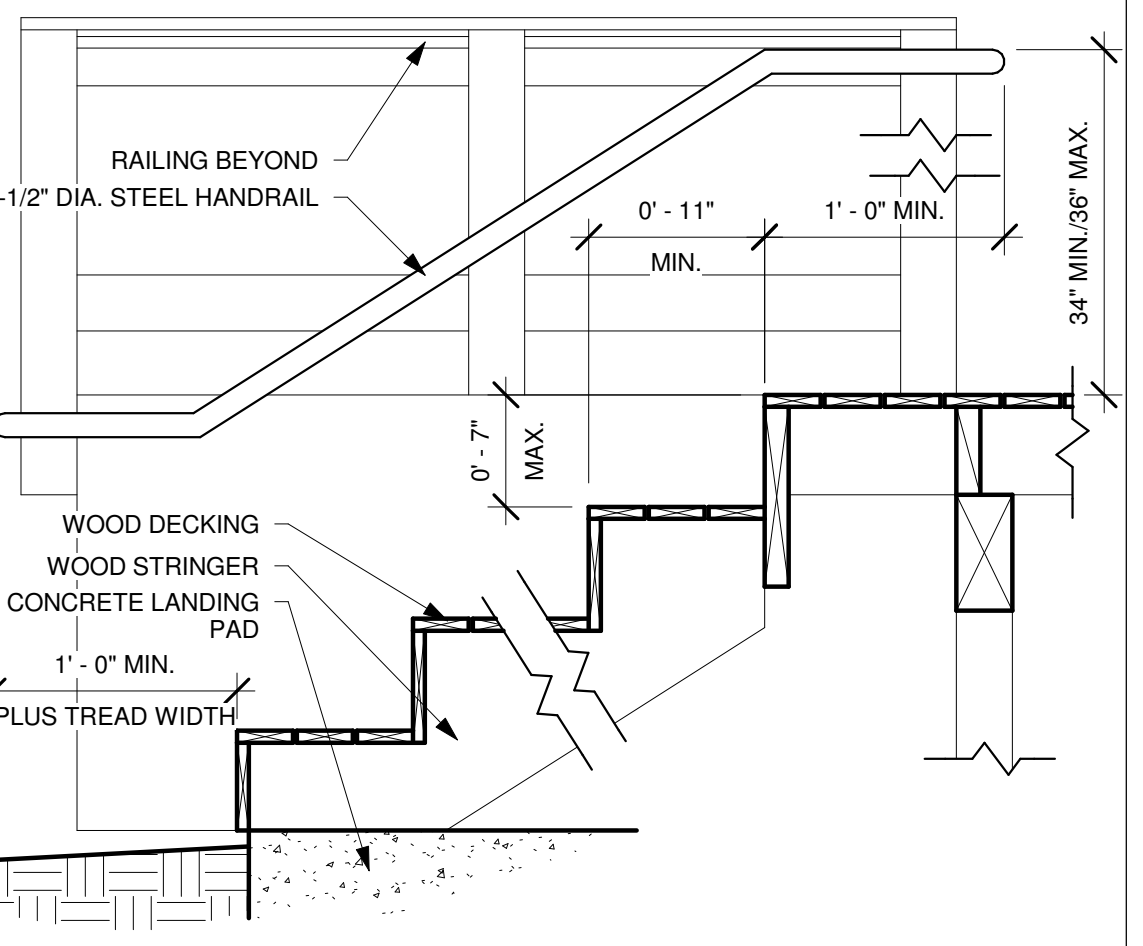 RAILING BEYOND
-1/2" DIA. STEEL HANDRAIL
0' - 11"
MIN.
1' - 0" MIN.
34" MIN./36" MAX.
0' - 7"
MAX.
WOOD DECKING
WOOD STRINGER
CONCRETE LANDING
PAD
1' - 0" MIN.
PLUS TREAD WIDTH